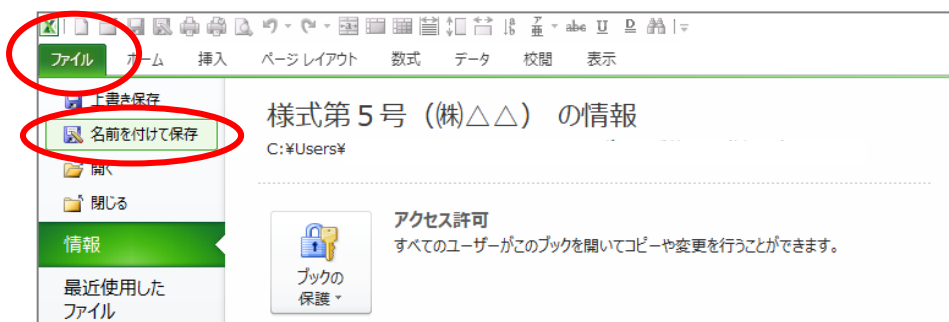 ファイル ホーム 挿入 ページ レイアウト 数式 データ 校閲 表示
上書き保存
名前を付けて保存
開く
閉じる
情報
最近使用した
ファイル
様式第5号（㈱△△） の情報
C:¥Users¥
ブックの
保護
アクセス許可
すべてのユーザーがこのブックを開いてコピーや変更を行うことができます。